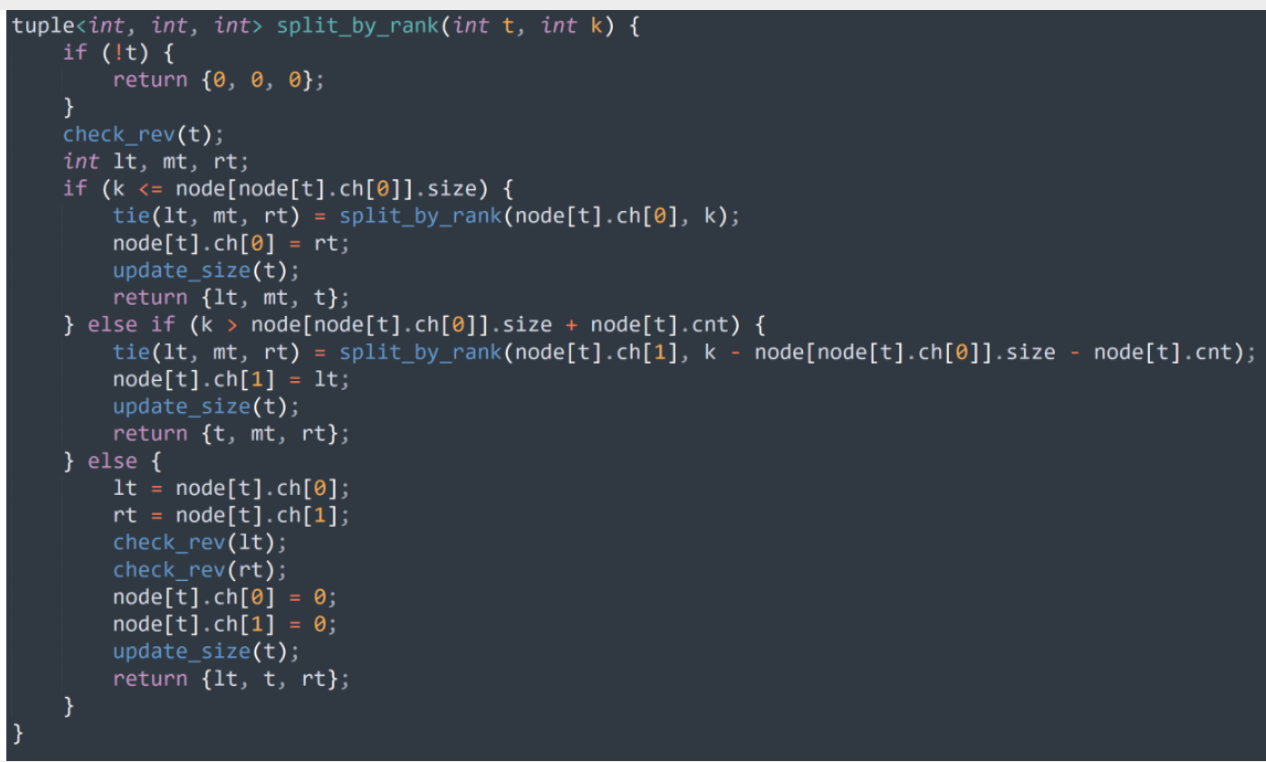 tuple<int, int, int> split_by_rank(int t, int k) {
    if (!t) {
        return {0, 0, 0};
    }
    check_rev(t);
    int lt, mt, rt;
    if (k <= node[node[t].ch[0]].size) {
        tie(lt, mt, rt) = split_by_rank(node[t].ch[0], k);
        node[t].ch[0] = rt;
        update_size(t);
        return {lt, mt, t};
    } else if (k > node[node[t].ch[0]].size + node[t].cnt) {
        tie(lt, mt, rt) = split_by_rank(node[t].ch[1], k - node[node[t].ch[0]].size - node[t].cnt);
        node[t].ch[1] = lt;
        update_size(t);
        return {t, mt, rt};
    } else {
        lt = node[t].ch[0];
        rt = node[t].ch[1];
        check_rev(lt);
        check_rev(rt);
        node[t].ch[0] = 0;
        node[t].ch[1] = 0;
        update_size(t);
        return {lt, t, rt};
    }
}